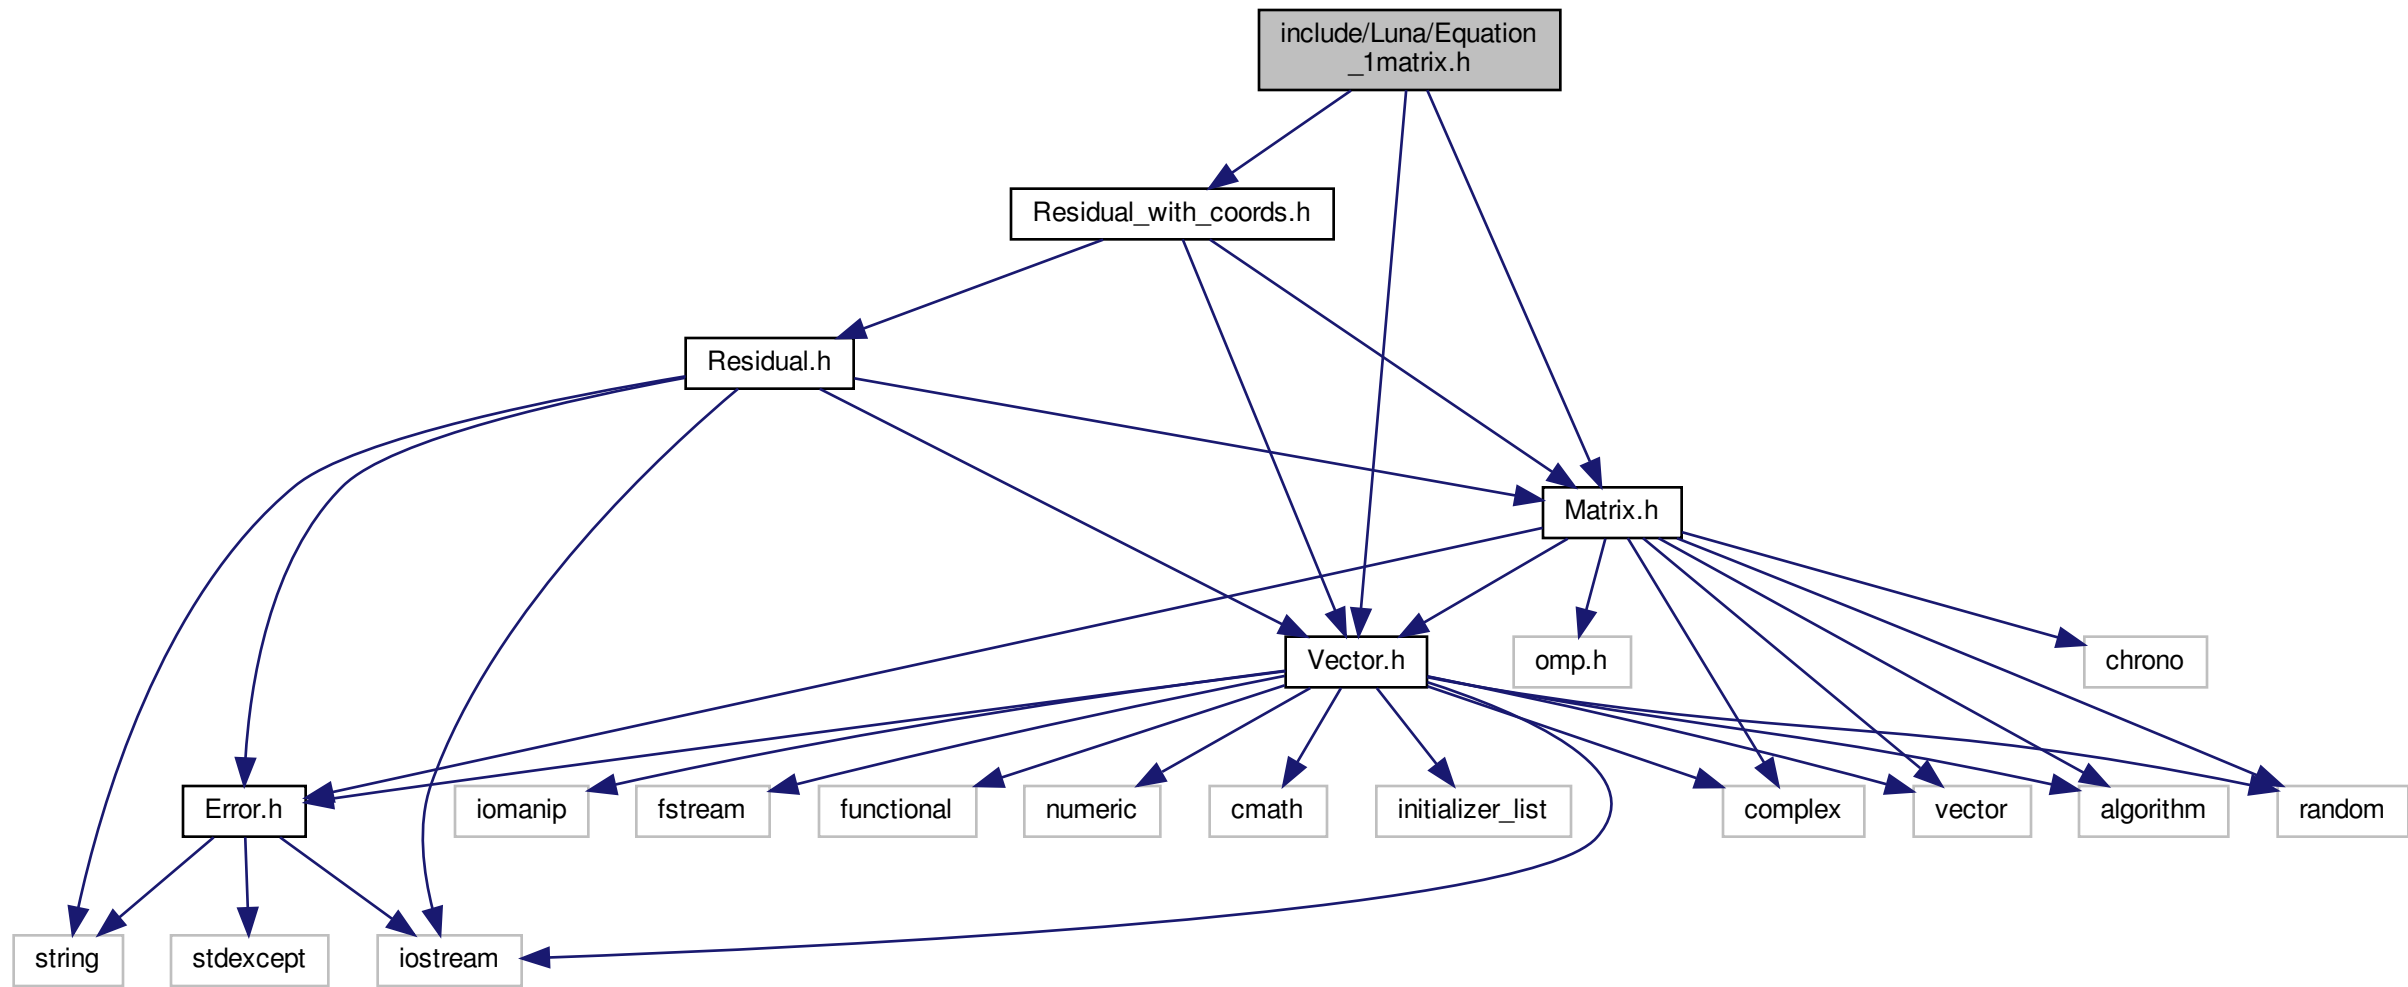 include/Luna/Equation
_1matrix.h
Residual_with_coords.h
Residual.h
Matrix.h
Vector.h
omp.h
chrono
Error.h
iomanip
fstream
functional
numeric
cmath
initializer_list
complex
vector
algorithm
random
string
stdexcept
iostream